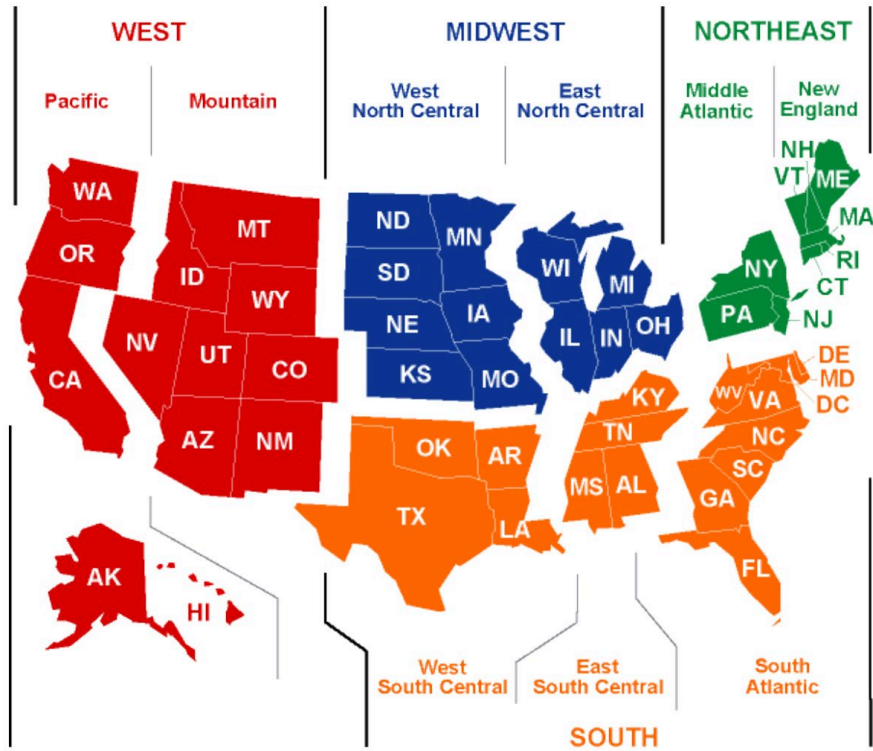 WEST
MIDWEST
NORTHEAST
Pacific
Mountain
West
North Central
East
North Central
Middle
Atlantic
New
England
WA
OR
CA
NV
ID
MT
WY
UT
CO
AZ
NM
AK
HI
ND
SD
NE
KS
MN
IA
MO
WI
MI
IL
IN
OH
NH
VT
ME
MA
RI
CT
NY
PA
NJ
OK
TX
AR
LA
KY
TN
MS
AL
DE
MD
DC
WV
VA
NC
SC
GA
FL
West
South Central
East
South Central
South
Atlantic
SOUTH